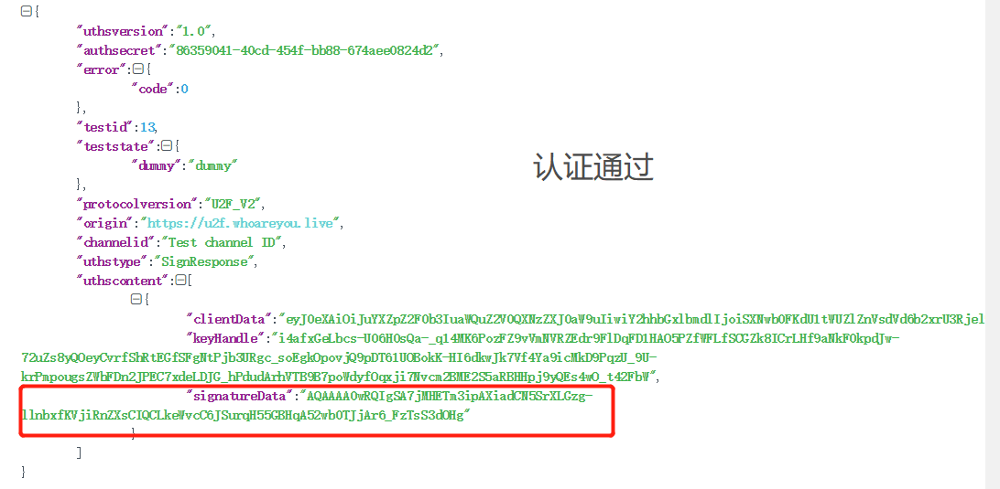 {
"uthsversion":"1.0",
"authsecret":"86359041-40cd-454f-bb88-674aee0824d2",
"error":{
"code":0
},
"testid":13,
"teststate":{
"dummy":"dummy"
},
认证通过
"protocolversion":"U2F_V2",
"origin":"https://u2f.whoareyou.live",
"channelid":"Test channel ID",
"uthstype":"SignResponse",
"uthscontent":[
{
"clientData":"eyJ0eXAiOiJuYXZpZ2F0b3IuaWQuZ2V0QXNzZXJ0aW9uIiwiY2hhbGxlbmdlIjoiSXNwb0FKdU1tWUZlZnVsdVd6b2xrU3Rjel
"keyHandle":"i4afxGeLbcs-U06H0sQa-_q14MK6PozFZ9vVmNVRZEdr9FlDqFD1HAO5PZfWFLfSCGZk8ICrLHf9aNkF0kpdJw-
72uZs8yQOeyCvrfShRtEGfSFgNtPjb3URgc_soEgkOpovjQ9pDT61UOBokK-HI6dkwJk7Vf4Ya9icMkD9PqzU_9U-
krPmpougsZWbFDn2JPEC7xdeLDJG_hPdudArhVTB9B7poWdyfOqxji7Nvcm2BME2S5aRBHHpj9yQEs4wO_t42FbW",
"signatureData":"AQAAAA0wRQIgSA7jMHETm3ipAXiadCN5SrXLGzg-
llnbxfKVjiRnZXsCIQCLkeWvcC6JSurqH55GBHqA52wb0TJjAr6_FzTsS3dOHg"
}
]
}